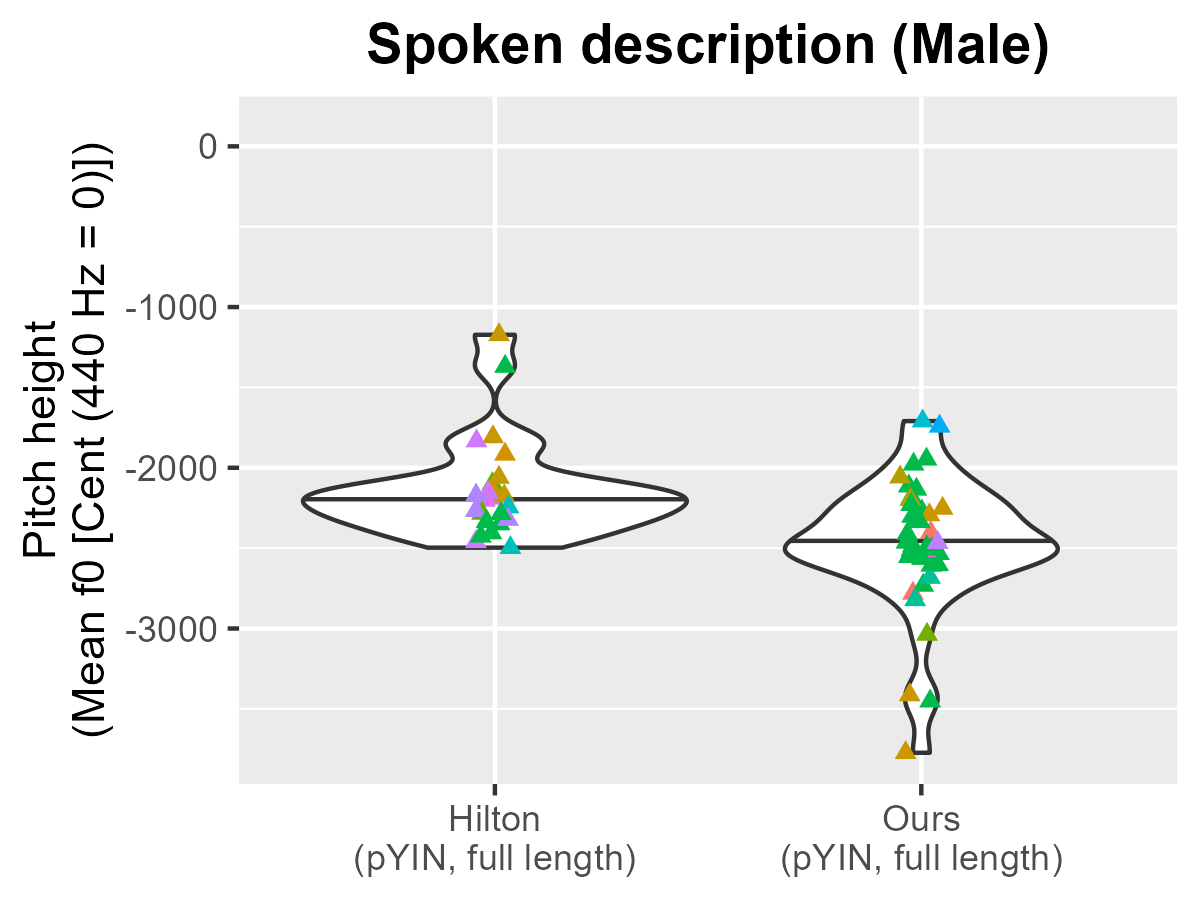 Spoken description (Male)
Pitch height
(Mean f0 [Cent (440 Hz = 0)])
0
-1000
-2000
-3000
Hilton
(pYIN, full length)
Ours
(pYIN, full length)